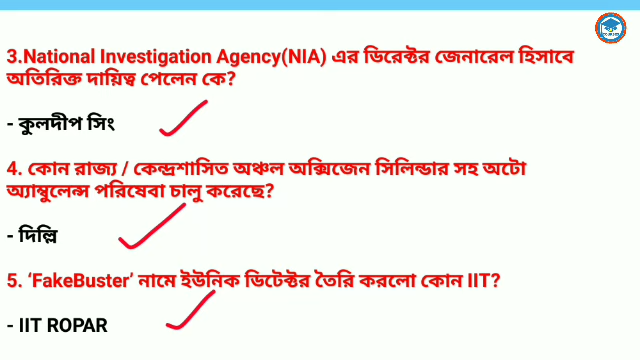 3.National Investigation Agency(NIA) এর ডিরেক্টর জেনারেল হিসাবে
অতিরিক্ত দায়িত্ব পেলেন কে?
- কুলদীপ সিং
4. কোন রাজ্য / কেন্দ্রশাসিত অঞ্চল অক্সিজেন সিলিন্ডার সহ অটো
অ্যাম্বুলেন্স পরিষেবা চালু করেছে?
- দিল্লি
5. ‘FakeBuster’ নামে ইউনিক ডিটেক্টর তৈরি করলো কোন IIT?
- IIT ROPAR